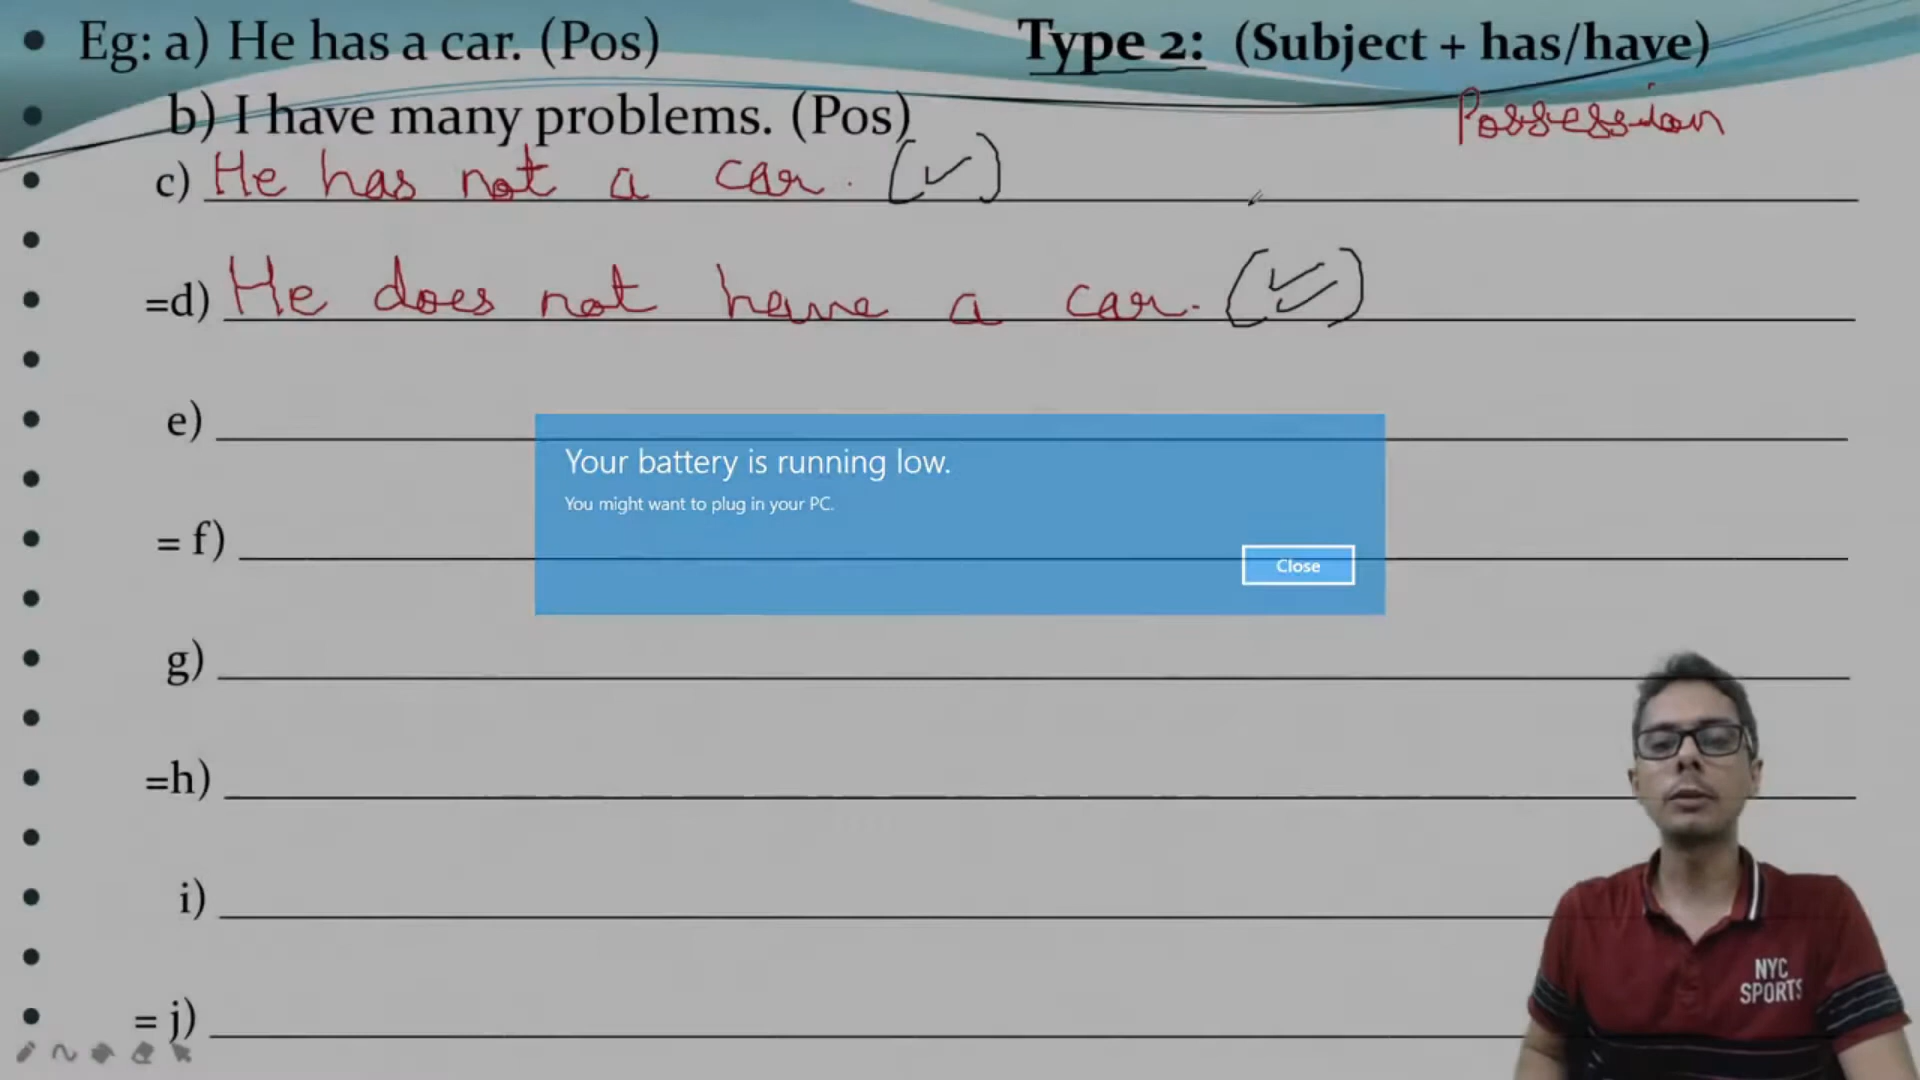 Eg: a) He has a car. (Pos)
Type 2: (Subject + has/have)
Possession
b) I have many problems. (Pos)
c) He has not a car. (✓)
=d) He does not have a car. (✓✓)
e)
Your battery is running low.
You might want to plug in your PC.
= f)
Close
g)
=h)
i)
NYC
SPORTS
= j)